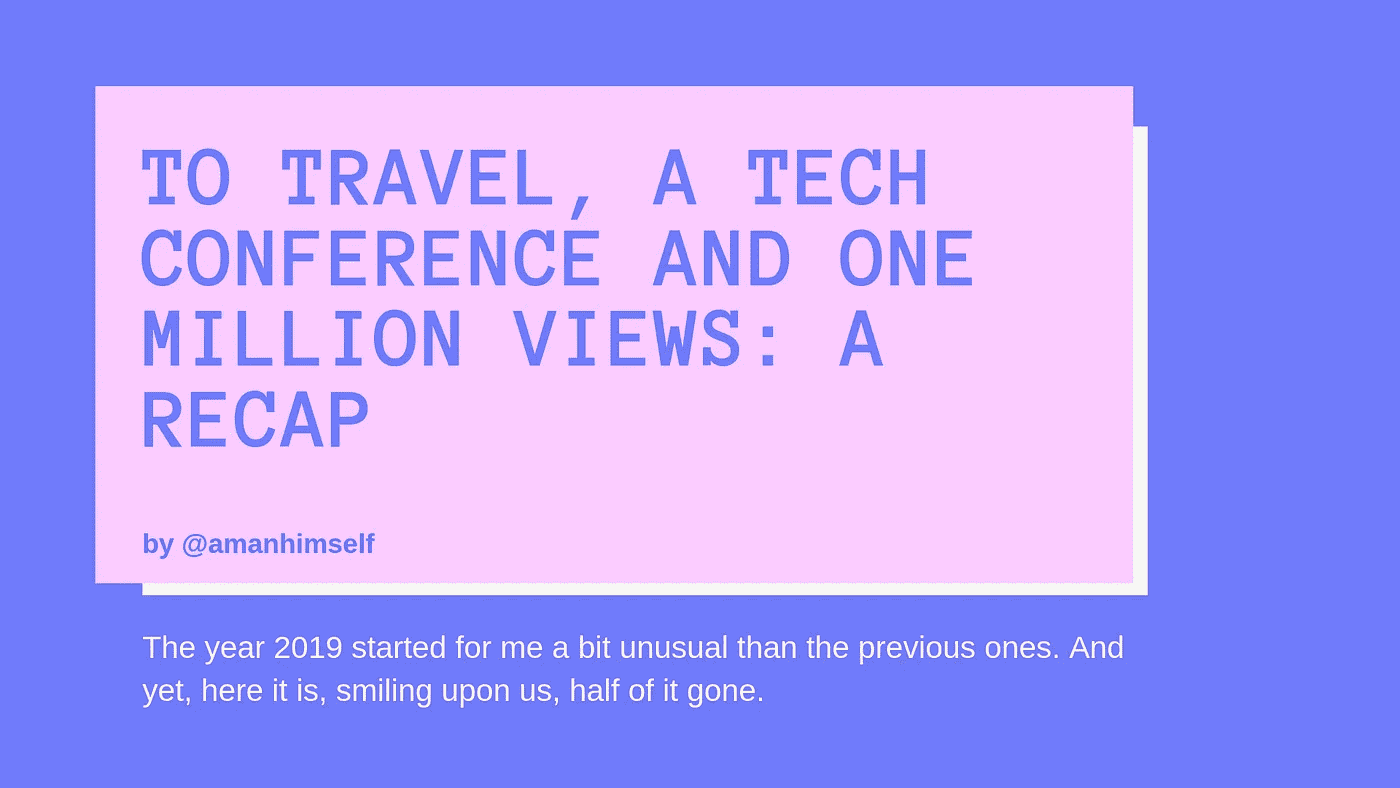 TO TRAVEL, A TECH
CONFERENCE AND ONE
MILLION VIEWS: A
RECAP
by @amanhimself
The year 2019 started for me a bit unusual than the previous ones. And
yet, here it is, smiling upon us, half of it gone.